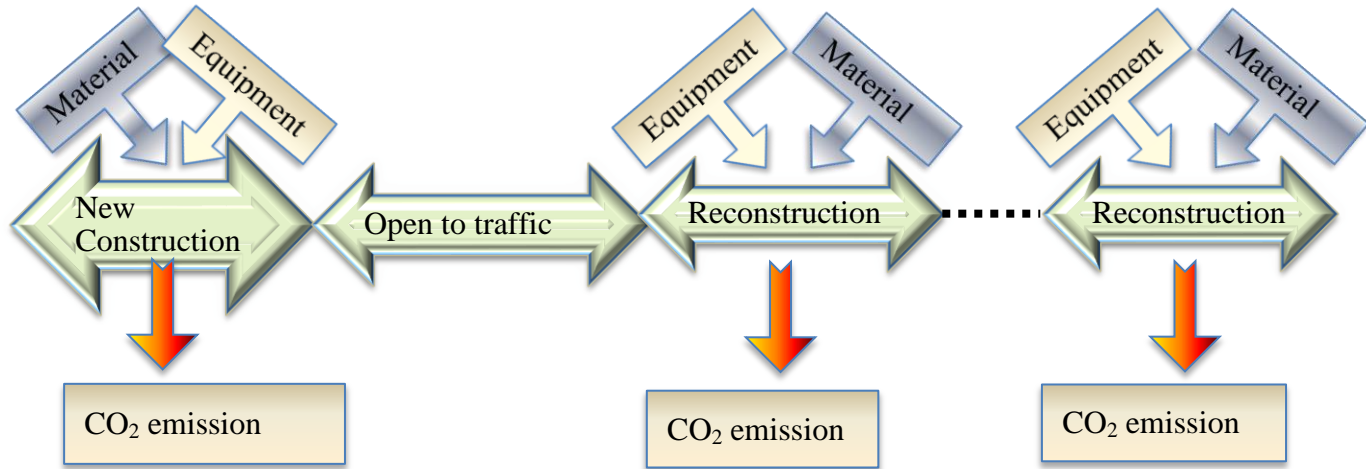 Material
Equipment
Equipment
Material
Equipment
Material
New
Construction
Open to traffic
Reconstruction
Reconstruction
CO₂ emission
CO₂ emission
CO₂ emission